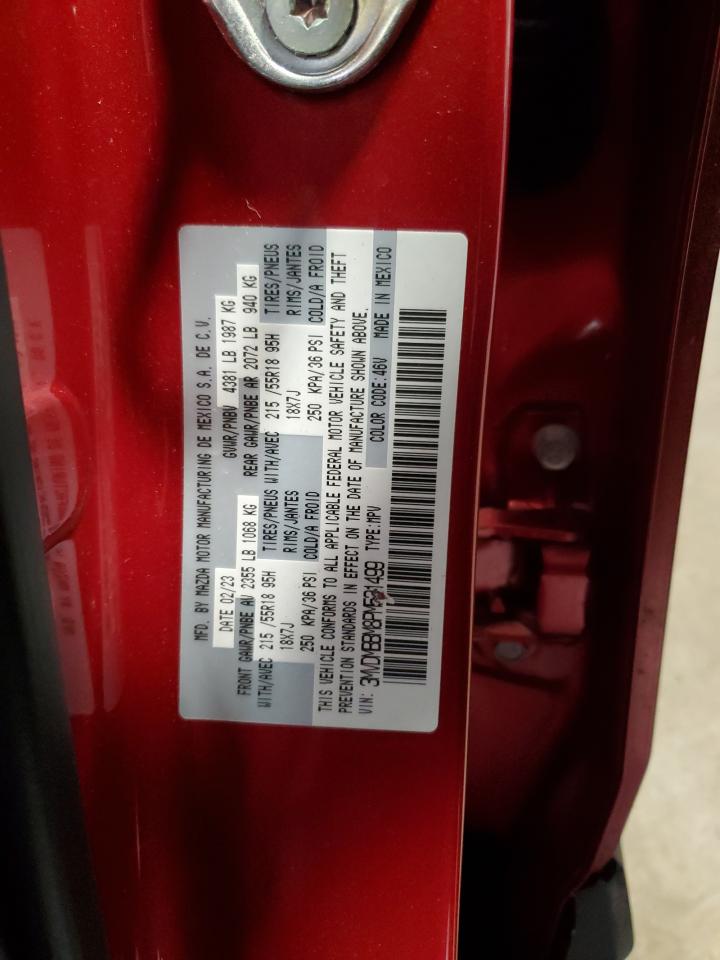 MFD. BY MAZDA MOTOR MANUFACTURING DE MEXICO S.A. DE C.V.
DATE 02/23 GVWR/PNBV 4381 LB 1987 KG
FRONT GAWR/PNBE AV 2355 LB 1068 KG REAR GAWR/PNBE AR 2072 LB 940 KG
WITH/AVEC 215 /55R18 95H TIRES/PNEUS WITH/AVEC 215 /55R18 95H TIRES/PNEUS
18X7J RIMS/JANTES 18X7J RIMS/JANTES
250 KPA/36 PSI COLD/A FROID 250 KPA/36 PSI COLD/A FROID
THIS VEHICLE CONFORMS TO ALL APPLICABLE FEDERAL MOTOR VEHICLE SAFETY AND THEFT
PREVENTION STANDARDS IN EFFECT ON THE DATE OF MANUFACTURE SHOWN ABOVE.
VIN: TYPE:MPV COLOR CODE:46V MADE IN MEXICO